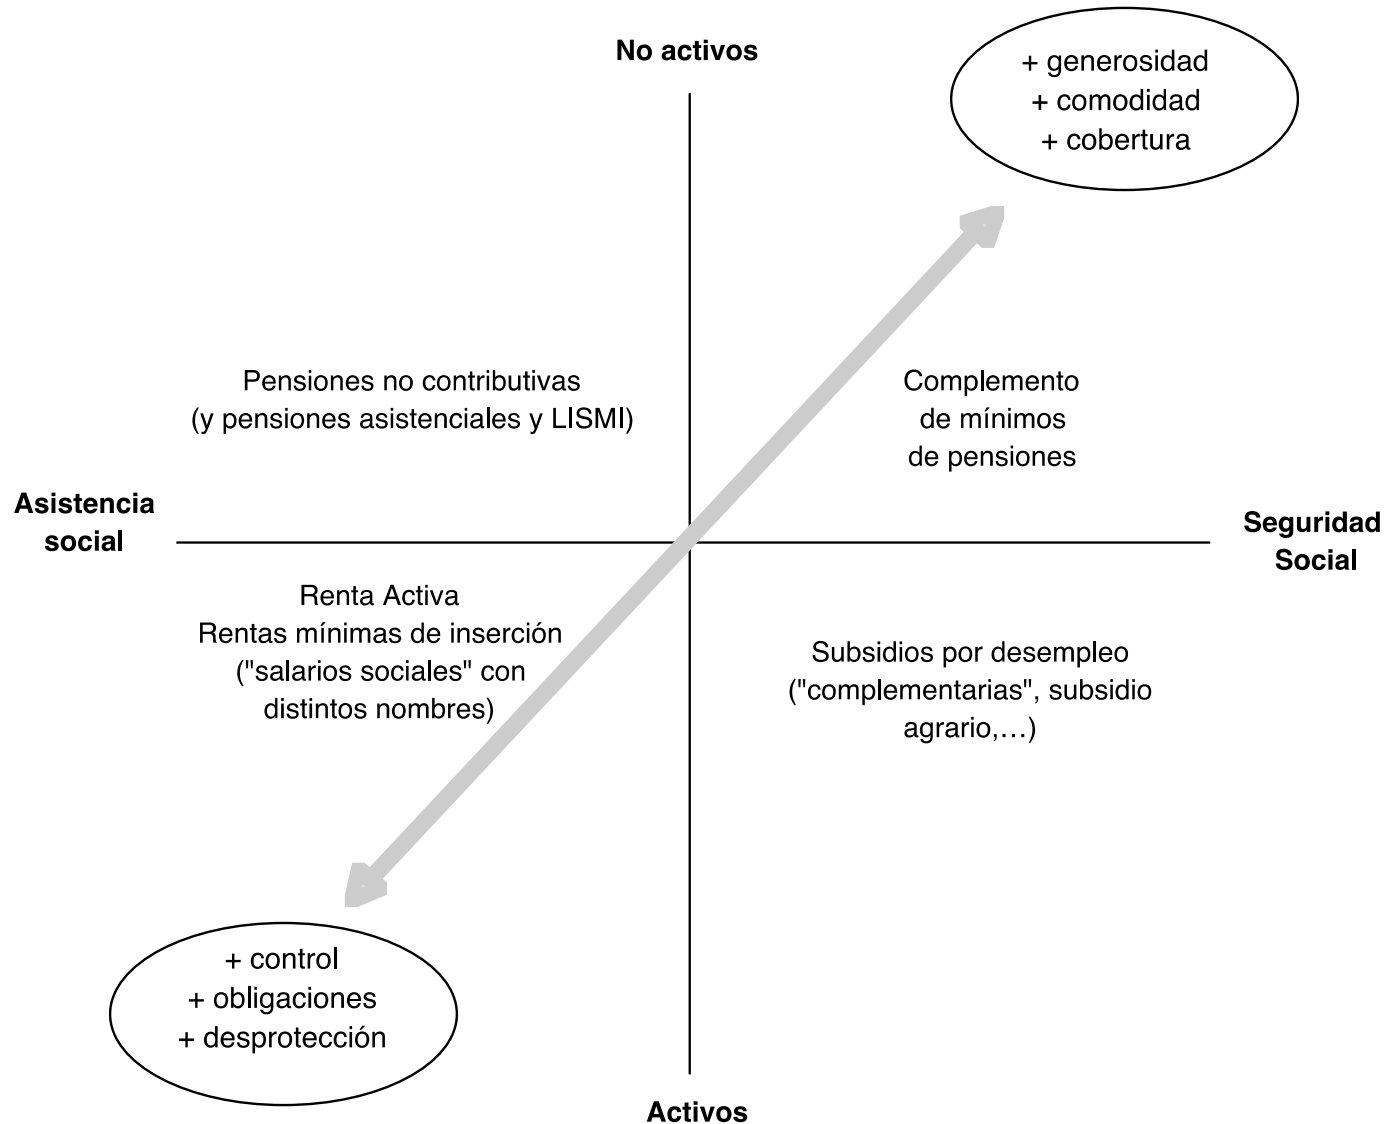 No activos
+ generosidad
+ comodidad
+ cobertura
Pensiones no contributivas
(y pensiones asistenciales y LISMI)
Complemento
de mínimos
de pensiones
Asistencia
social
Seguridad
Social
Renta Activa
Rentas mínimas de inserción
("salarios sociales" con
distintos nombres)
Subsidios por desempleo
("complementarias", subsidio
agrario,…)
+ control
+ obligaciones
+ desprotección
Activos